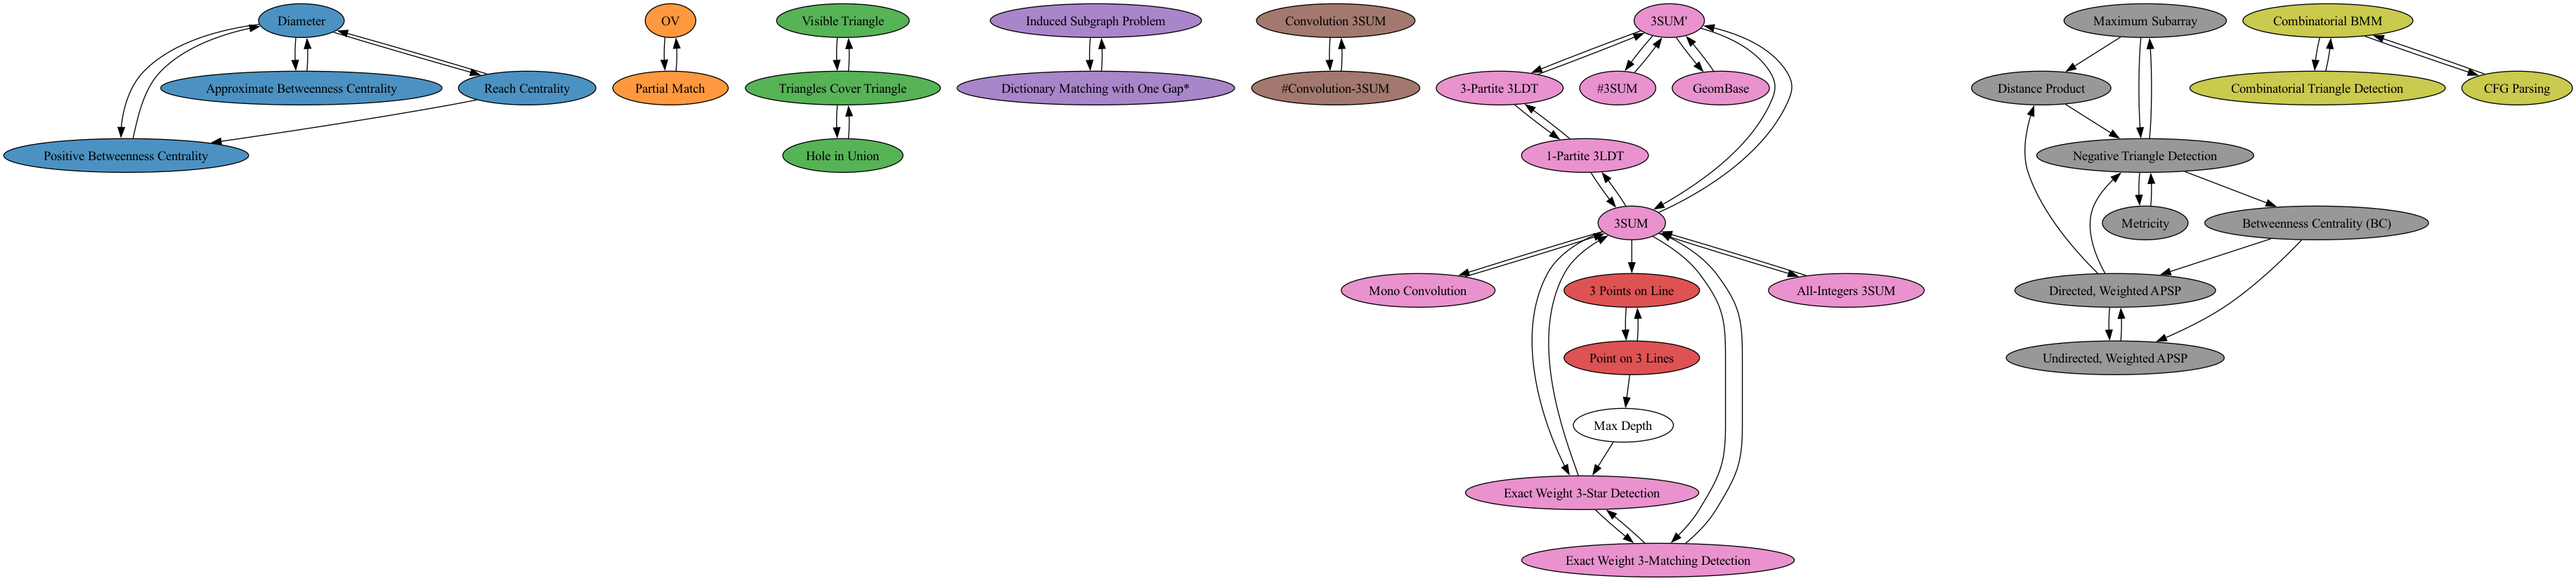 Diameter
OV
Visible Triangle
Induced Subgraph Problem
Convolution 3SUM
3SUM'
Maximum Subarray
Combinatorial BMM
Approximate Betweenness Centrality
Reach Centrality
Partial Match
Triangles Cover Triangle
Dictionary Matching with One Gap*
#Convolution-3SUM
3-Partite 3LDT
#3SUM
GeomBase
Distance Product
Combinatorial Triangle Detection
CFG Parsing
Positive Betweenness Centrality
Hole in Union
1-Partite 3LDT
Negative Triangle Detection
3SUM
Metricity
Betweenness Centrality (BC)
Mono Convolution
3 Points on Line
All-Integers 3SUM
Directed, Weighted APSP
Point on 3 Lines
Undirected, Weighted APSP
Max Depth
Exact Weight 3-Star Detection
Exact Weight 3-Matching Detection